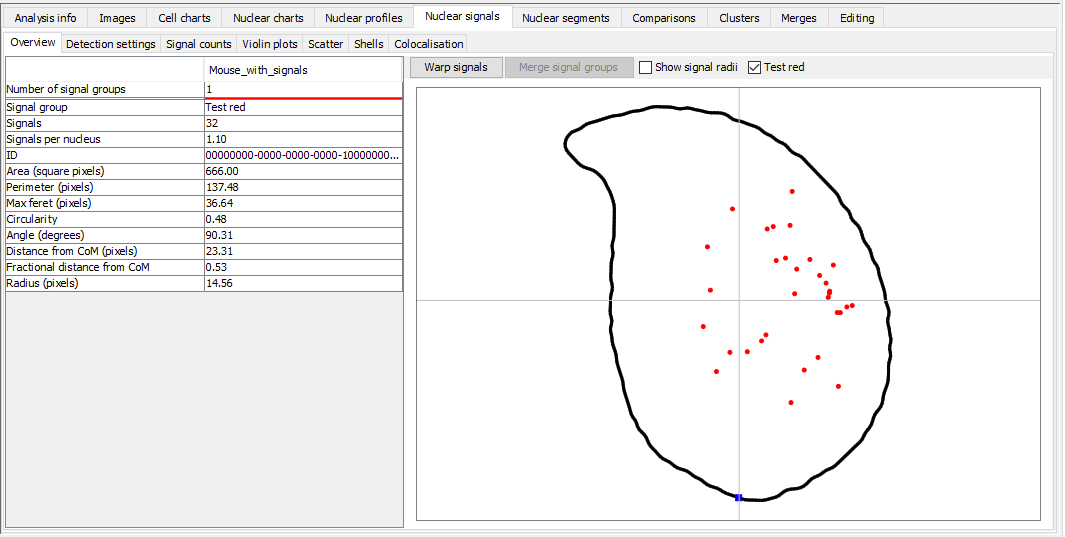 Analysis info Images Cell charts Nuclear charts Nuclear profiles Nuclear signals Nuclear segments Comparisons Clusters Merges Editing
Overview Detection settings Signal counts Violin plots Scatter Shells Colocalisation
Mouse_with_signals
Number of signal groups 1
Signal group Test red
Signals 32
Signals per nucleus 1.10
ID 00000000-0000-0000-0000-10000000...
Area (square pixels) 666.00
Perimeter (pixels) 137.48
Max feret (pixels) 36.64
Circularity 0.48
Angle (degrees) 90.31
Distance from CoM (pixels) 23.31
Fractional distance from CoM 0.53
Radius (pixels) 14.56
Warp signals Merge signal groups Show signal radii Test red